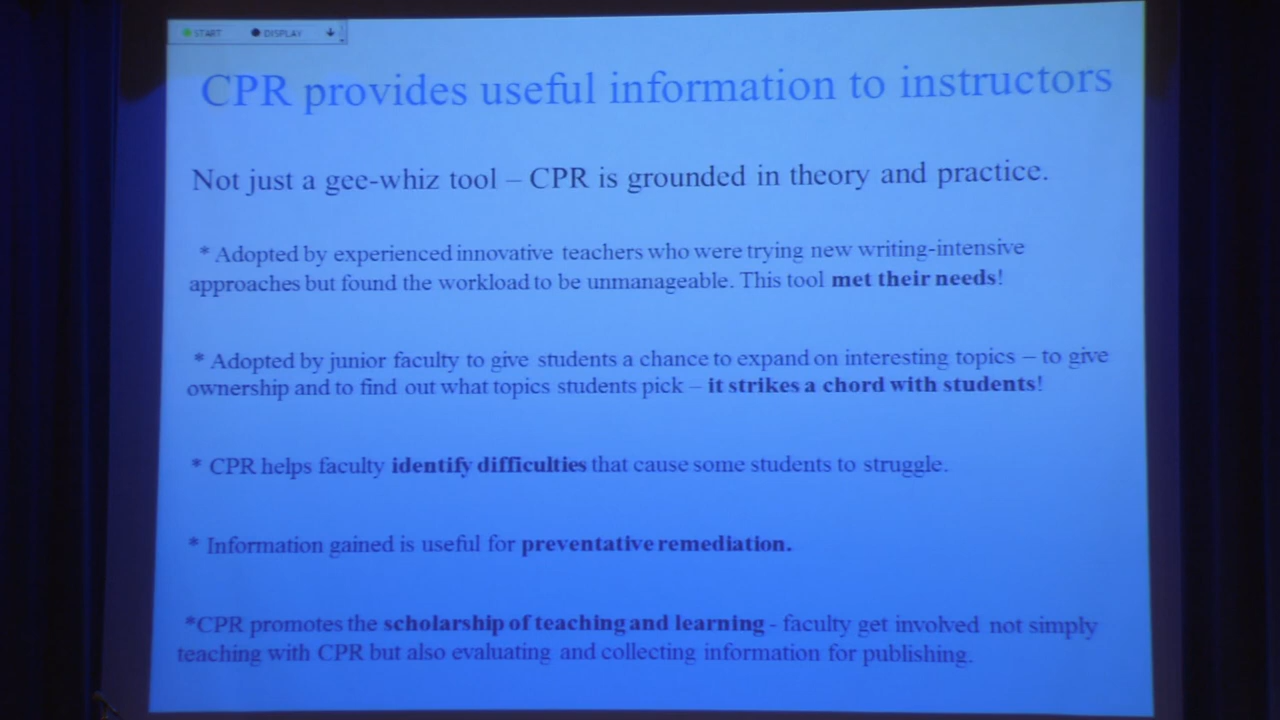 START DISPLAY
CPR provides useful information to instructors
Not just a gee-whiz tool – CPR is grounded in theory and practice.
* Adopted by experienced innovative teachers who were trying new writing-intensive
approaches but found the workload to be unmanageable. This tool met their needs!
* Adopted by junior faculty to give students a chance to expand on interesting topics – to give
ownership and to find out what topics students pick – it strikes a chord with students!
* CPR helps faculty identify difficulties that cause some students to struggle.
* Information gained is useful for preventative remediation.
*CPR promotes the scholarship of teaching and learning - faculty get involved not simply
teaching with CPR but also evaluating and collecting information for publishing.